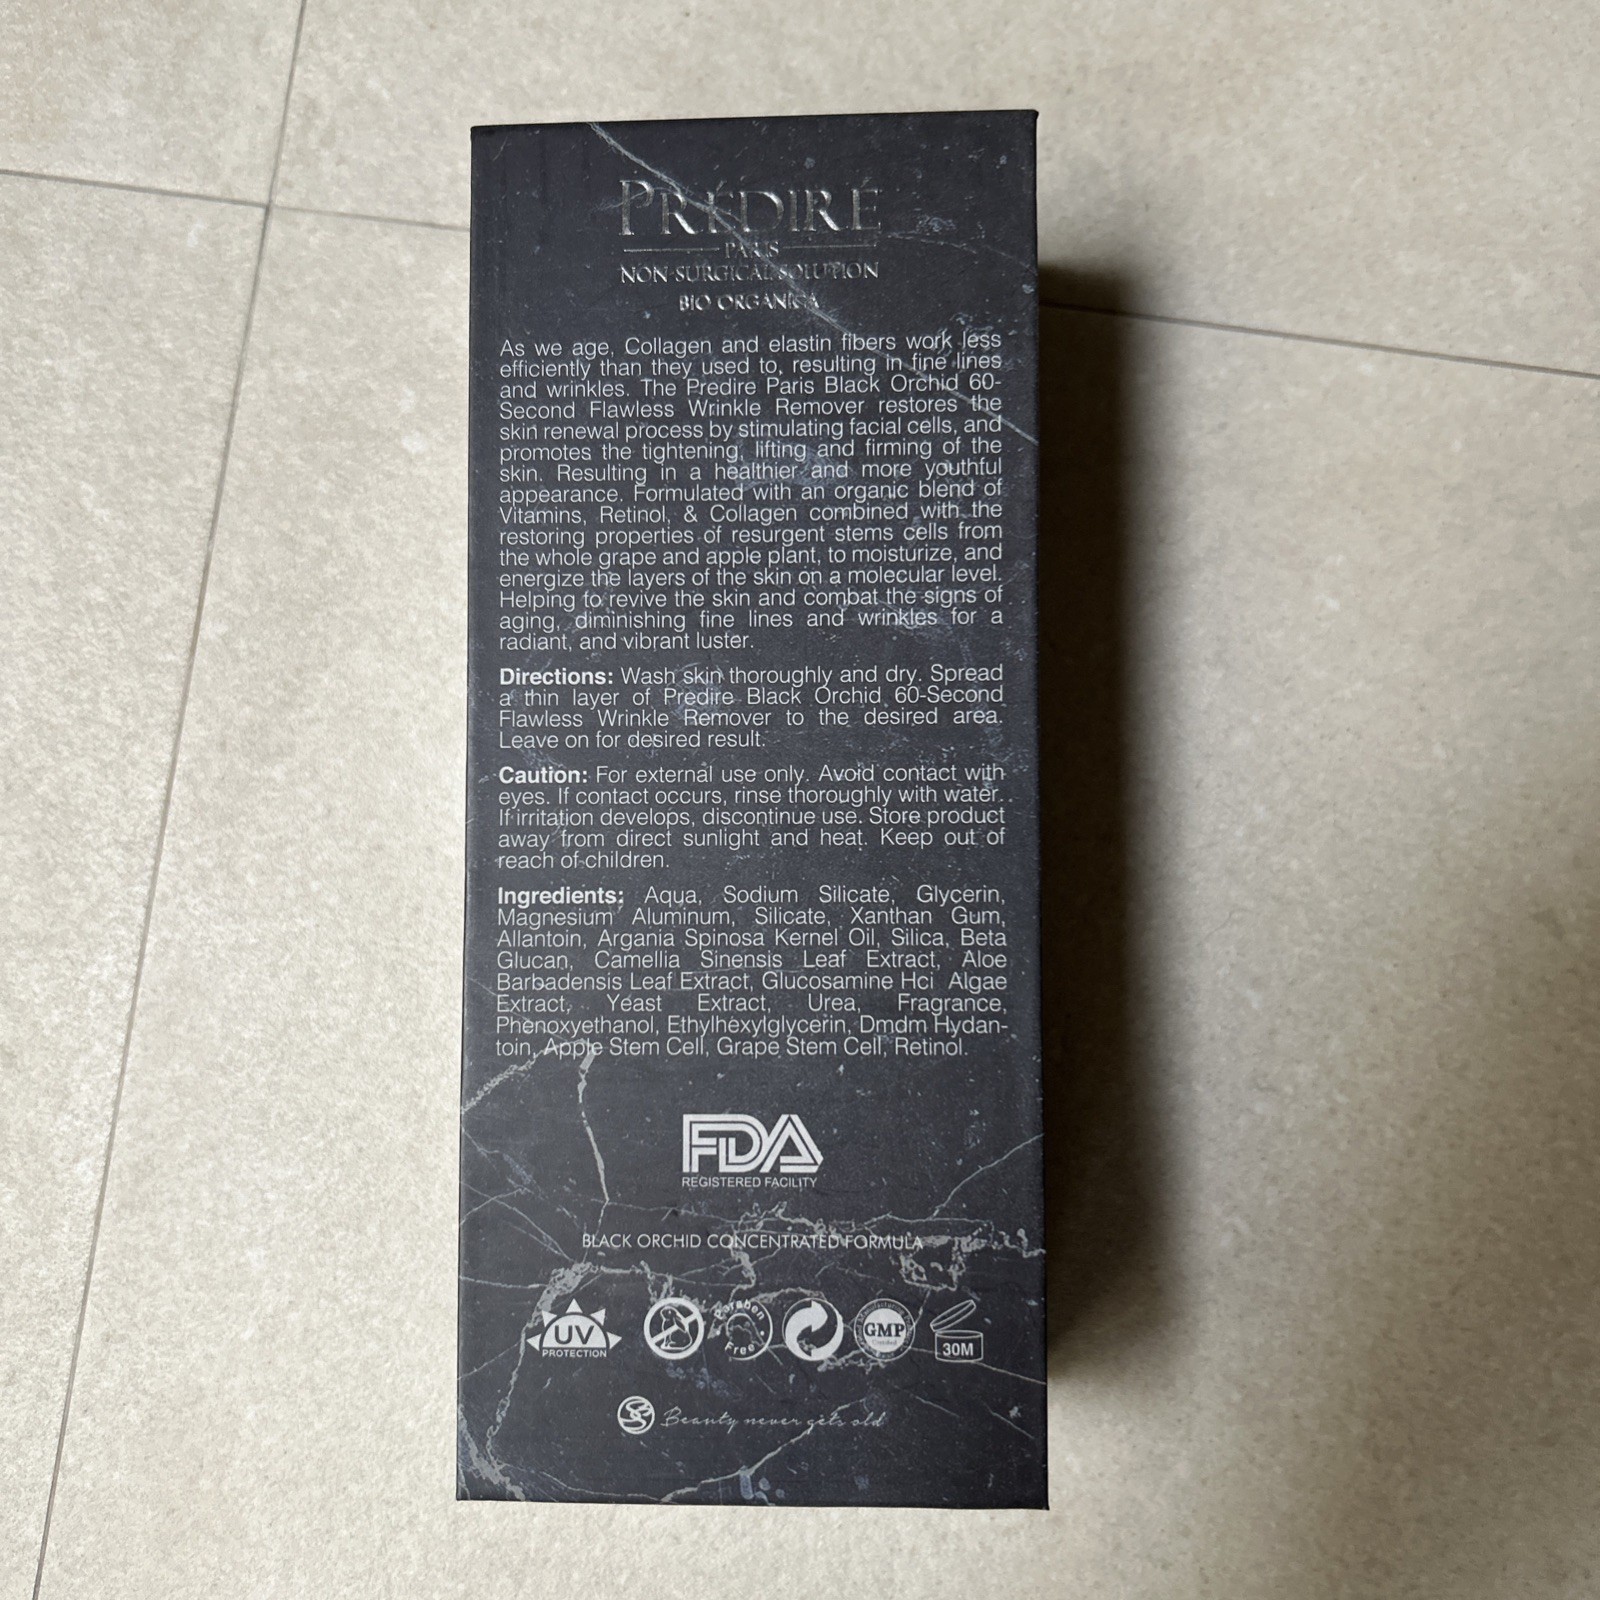 PRÉDIRÉ
PARIS
NON-SURGICAL SOLUTION
BIO ORGANICA
As we age, Collagen and elastin fibers work less
efficiently than they used to, resulting in fine lines
and wrinkles. The Predire Paris Black Orchid 60-
Second Flawless Wrinkle Remover restores the
skin renewal process by stimulating facial cells, and
promotes the tightening, lifting and firming of the
skin. Resulting in a healthier and more youthful
appearance. Formulated with an organic blend of
Vitamins, Retinol, & Collagen combined with the
restoring properties of resurgent stems cells from
the whole grape and apple plant, to moisturize, and
energize the layers of the skin on a molecular level.
Helping to revive the skin and combat the signs of
aging, diminishing fine lines and wrinkles for a
radiant, and vibrant luster.
Directions: Wash skin thoroughly and dry. Spread
a thin layer of Predire Black Orchid 60-Second
Flawless Wrinkle Remover to the desired area.
Leave on for desired result.
Caution: For external use only. Avoid contact with
eyes. If contact occurs, rinse thoroughly with water.
If irritation develops, discontinue use. Store product
away from direct sunlight and heat. Keep out of
reach of children.
Ingredients: Aqua, Sodium Silicate, Glycerin,
Magnesium Aluminum, Silicate, Xanthan Gum,
Allantoin, Argania Spinosa Kernel Oil, Silica, Beta
Glucan, Camellia Sinensis Leaf Extract, Aloe
Barbadensis Leaf Extract, Glucosamine Hci Algae
Extract, Yeast Extract, Urea, Fragrance,
Phenoxyethanol, Ethylhexylglycerin, Dmdm Hydan-
toin, Apple Stem Cell, Grape Stem Cell, Retinol.
FDA
REGISTERED FACILITY
BLACK ORCHID CONCENTRATED FORMULA
UV
PROTECTION
Paraben
Free
GMP
30M
Beauty never gets old